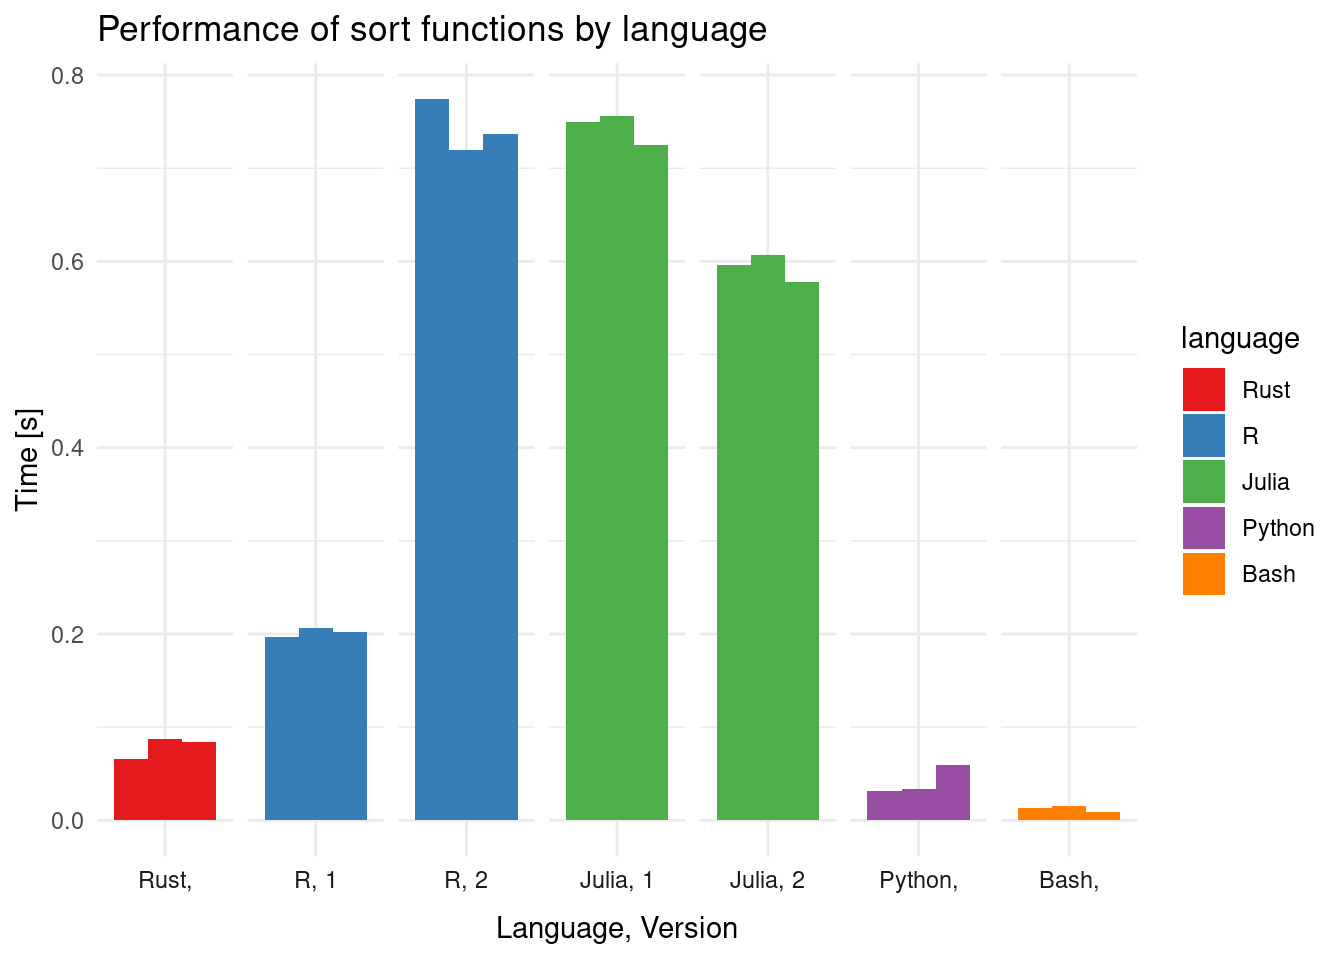 Performance of sort functions by language
0.8
0.6
0.4
0.2
0.0
Time [s]
Rust,
R, 1
R, 2
Julia, 1
Julia, 2
Python,
Bash,
Language, Version
language
Rust
R
Julia
Python
Bash